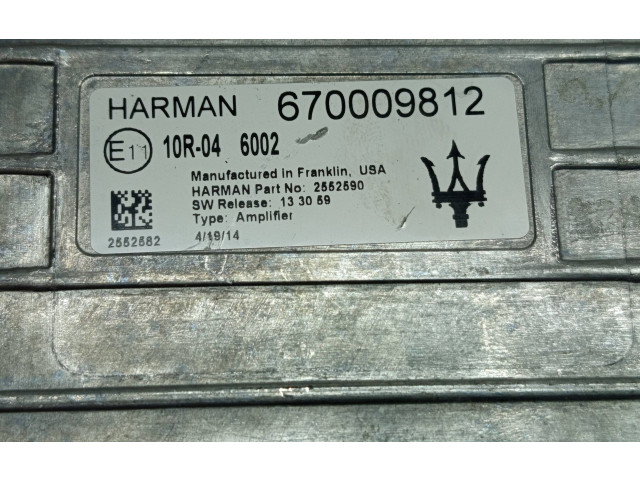 HARMAN 670009812
E11 10R-04 6002
Manufactured in Franklin, USA
HARMAN Part No: 2552590
SW Release: 13 30 59
Type: Amplifier
2552582 4/19/14